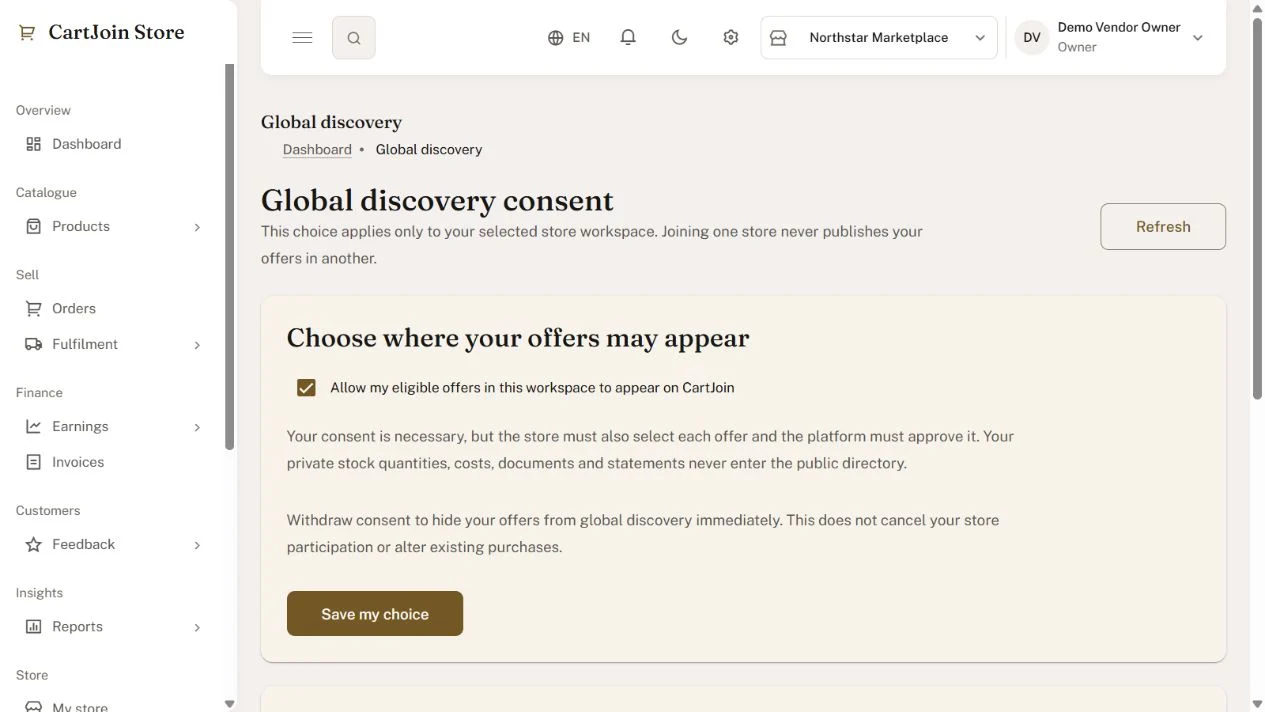 CartJoin Store
EN
Northstar Marketplace
DV
Demo Vendor Owner
Owner
Overview
Dashboard
Catalogue
Products
Sell
Orders
Fulfilment
Finance
Earnings
Invoices
Customers
Feedback
Insights
Reports
Store
My store
Global discovery
Dashboard • Global discovery
Global discovery consent
This choice applies only to your selected store workspace. Joining one store never publishes your
offers in another.
Refresh
Choose where your offers may appear
Allow my eligible offers in this workspace to appear on CartJoin
Your consent is necessary, but the store must also select each offer and the platform must approve it. Your
private stock quantities, costs, documents and statements never enter the public directory.
Withdraw consent to hide your offers from global discovery immediately. This does not cancel your store
participation or alter existing purchases.
Save my choice